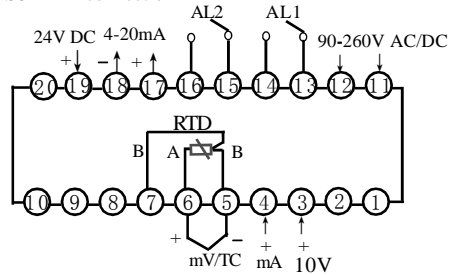 AL2 AL1
24V DC 4-20mA 90-260V AC/DC
+ − +
20 19 18 17 16 15 14 13 12 11
RTD
B A B
10 9 8 7 6 5 4 3 2 1
+ − + +
mV/TC mA 10V